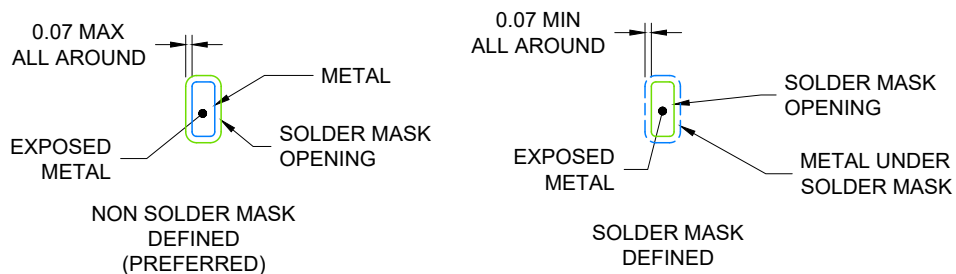 0.07 MAX
ALL AROUND
METAL
SOLDER MASK
OPENING
EXPOSED
METAL
NON SOLDER MASK
DEFINED
(PREFERRED)
0.07 MIN
ALL AROUND
SOLDER MASK
OPENING
EXPOSED
METAL
METAL UNDER
SOLDER MASK
SOLDER MASK
DEFINED